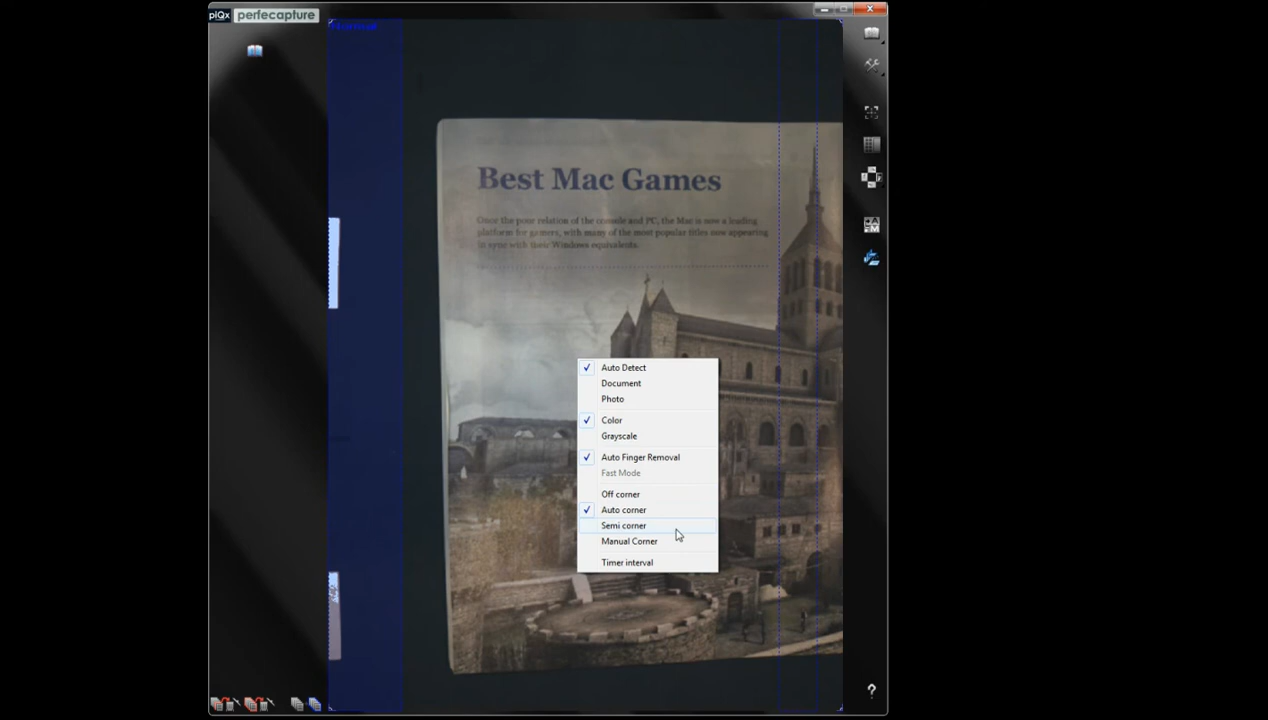 piQx perfecapture
Best Mac Games
Once the poor relation of the console and PC, the Mac is now a leading
platform for gamers, with many of the most popular titles now appearing
in sync with their Windows equivalents.
Auto Detect
Document
Photo
Color
Grayscale
Auto Finger Removal
Fast Mode
Off corner
Auto corner
Semi corner
Manual Corner
Timer interval
?